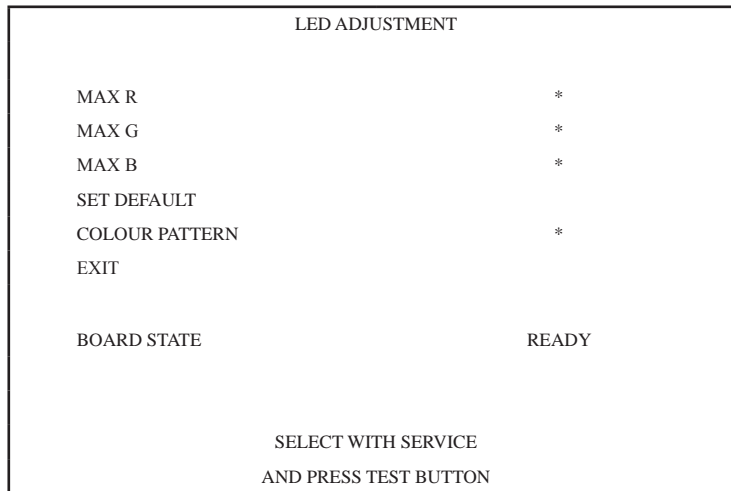 LED ADJUSTMENT
MAX R *
MAX G *
MAX B *
SET DEFAULT
COLOUR PATTERN *
EXIT
BOARD STATE READY
SELECT WITH SERVICE
AND PRESS TEST BUTTON